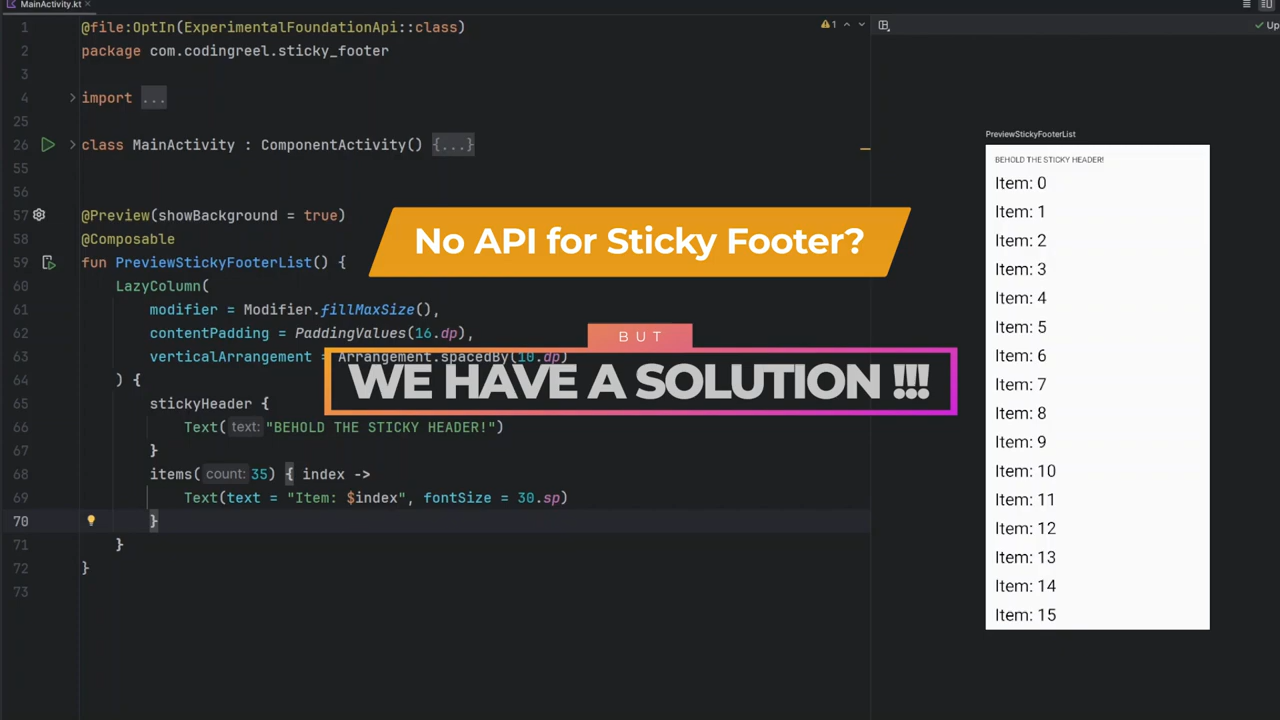 MainActivity.kt
1 @file:OptIn(ExperimentalFoundationApi::class)
2 package com.codingreel.sticky_footer
3
4 import ...
25
26 class MainActivity : ComponentActivity() {...}
55
56
57 @Preview(showBackground = true)
58 @Composable
59 fun PreviewStickyFooterList() {
60 LazyColumn(
61 modifier = Modifier.fillMaxSize(),
62 contentPadding = PaddingValues(16.dp),
63 verticalArrangement = Arrangement.spacedBy(10.dp)
64 ) {
65 stickyHeader {
66 Text( text: "BEHOLD THE STICKY HEADER!")
67 }
68 items( count: 35) { index ->
69 Text(text = "Item: $index", fontSize = 30.sp)
70 }
71 }
72 }
73
1
No API for Sticky Footer?
BUT
WE HAVE A SOLUTION !!!
Up
PreviewStickyFooterList
BEHOLD THE STICKY HEADER!
Item: 0
Item: 1
Item: 2
Item: 3
Item: 4
Item: 5
Item: 6
Item: 7
Item: 8
Item: 9
Item: 10
Item: 11
Item: 12
Item: 13
Item: 14
Item: 15